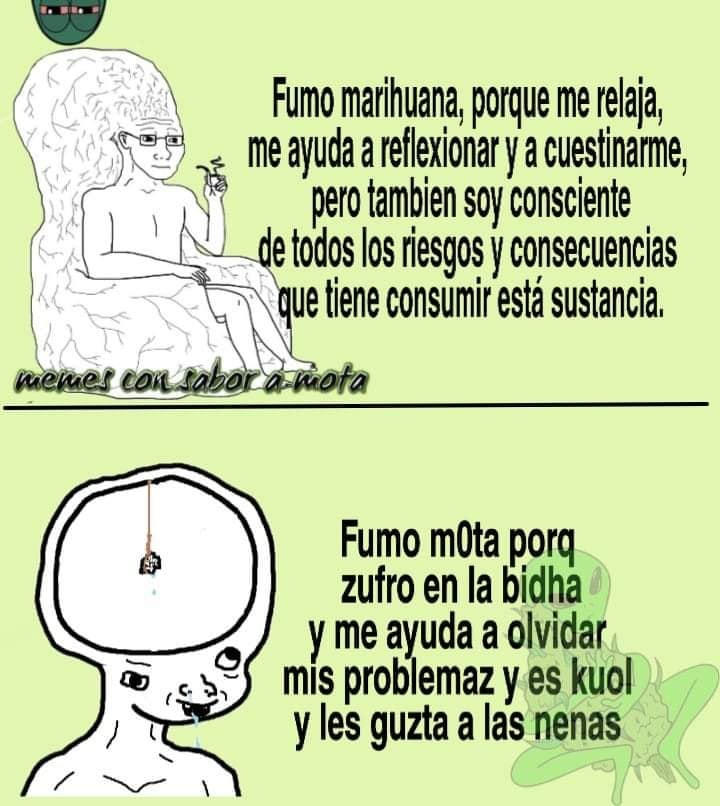 Fumo marihuana, porque me relaja,
me ayuda a reflexionar y a cuestinarme,
pero tambien soy consciente
de todos los riesgos y consecuencias
que tiene consumir está sustancia.
memes con sabor a mota
Fumo m0ta porq
zufro en la bidha
y me ayuda a olvidar
mis problemaz y es kuol
y les guzta a las nenas